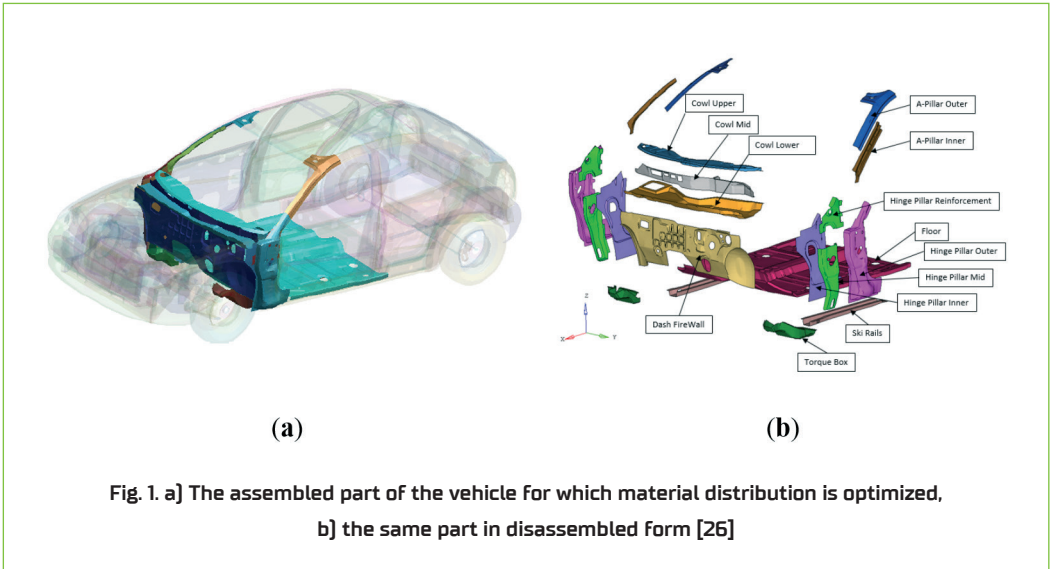 Cowl Upper
Cowl Mid
Cowl Lower
A-Pillar Outer
A-Pillar Inner
Hinge Pillar Reinforcement
Floor
Hinge Pillar Outer
Hinge Pillar Mid
Hinge Pillar Inner
Ski Rails
Torque Box
Dash FireWall
Z
X
Y
(a)
(b)
Fig. 1. a) The assembled part of the vehicle for which material distribution is optimized,
b) the same part in disassembled form [26]